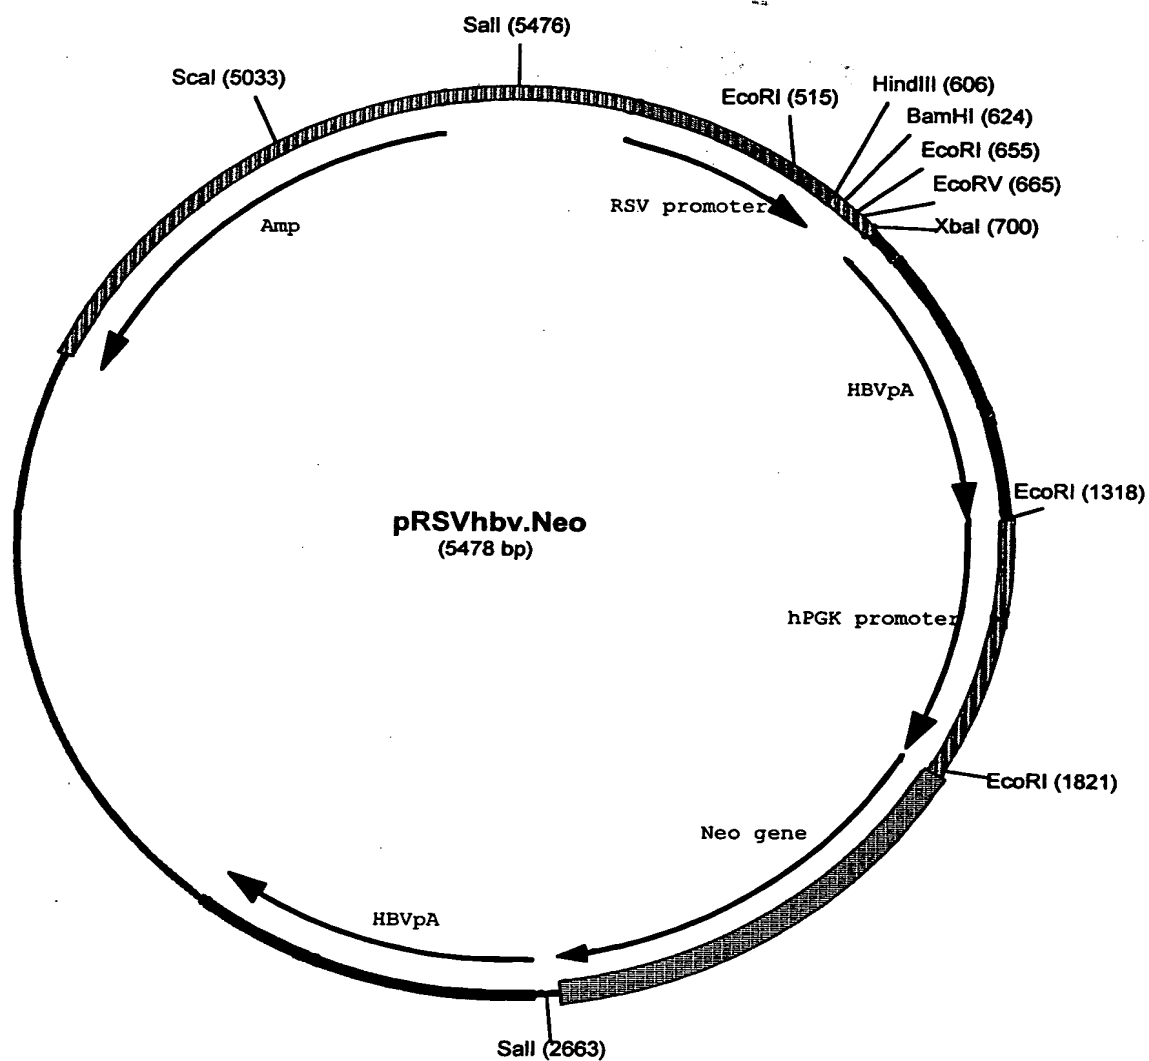 SalI (5476)
ScaI (5033)
EcoRI (515)
HindIII (606)
BamHI (624)
EcoRI (655)
EcoRV (665)
XbaI (700)
RSV promoter
Amp
HBVpA
EcoRI (1318)
pRSVhbv.Neo
(5478 bp)
hPGK promoter
EcoRI (1821)
Neo gene
HBVpA
SalI (2663)